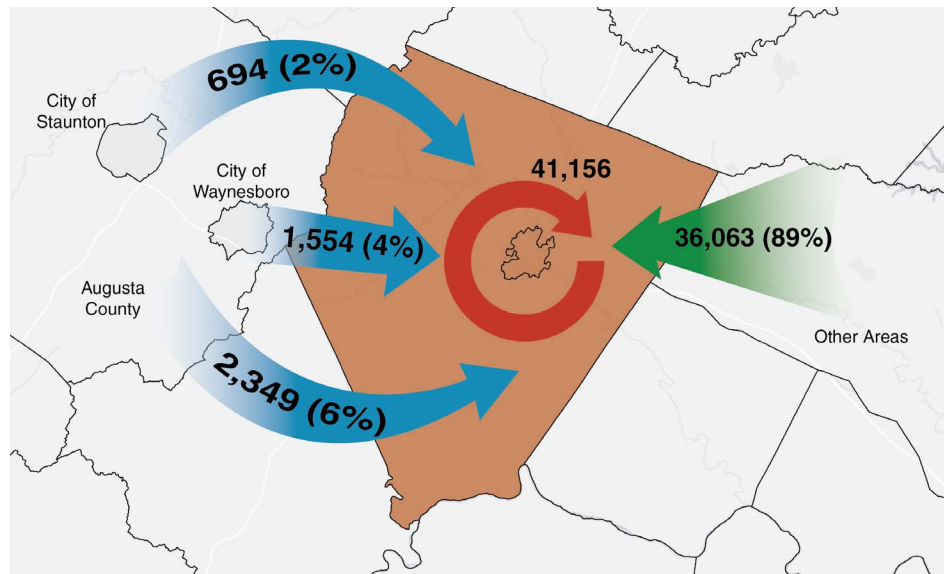 694 (2%)
City of
Staunton
City of
Waynesboro
41,156
1,554 (4%)
36,063 (89%)
Augusta
County
Other Areas
2,349 (6%)